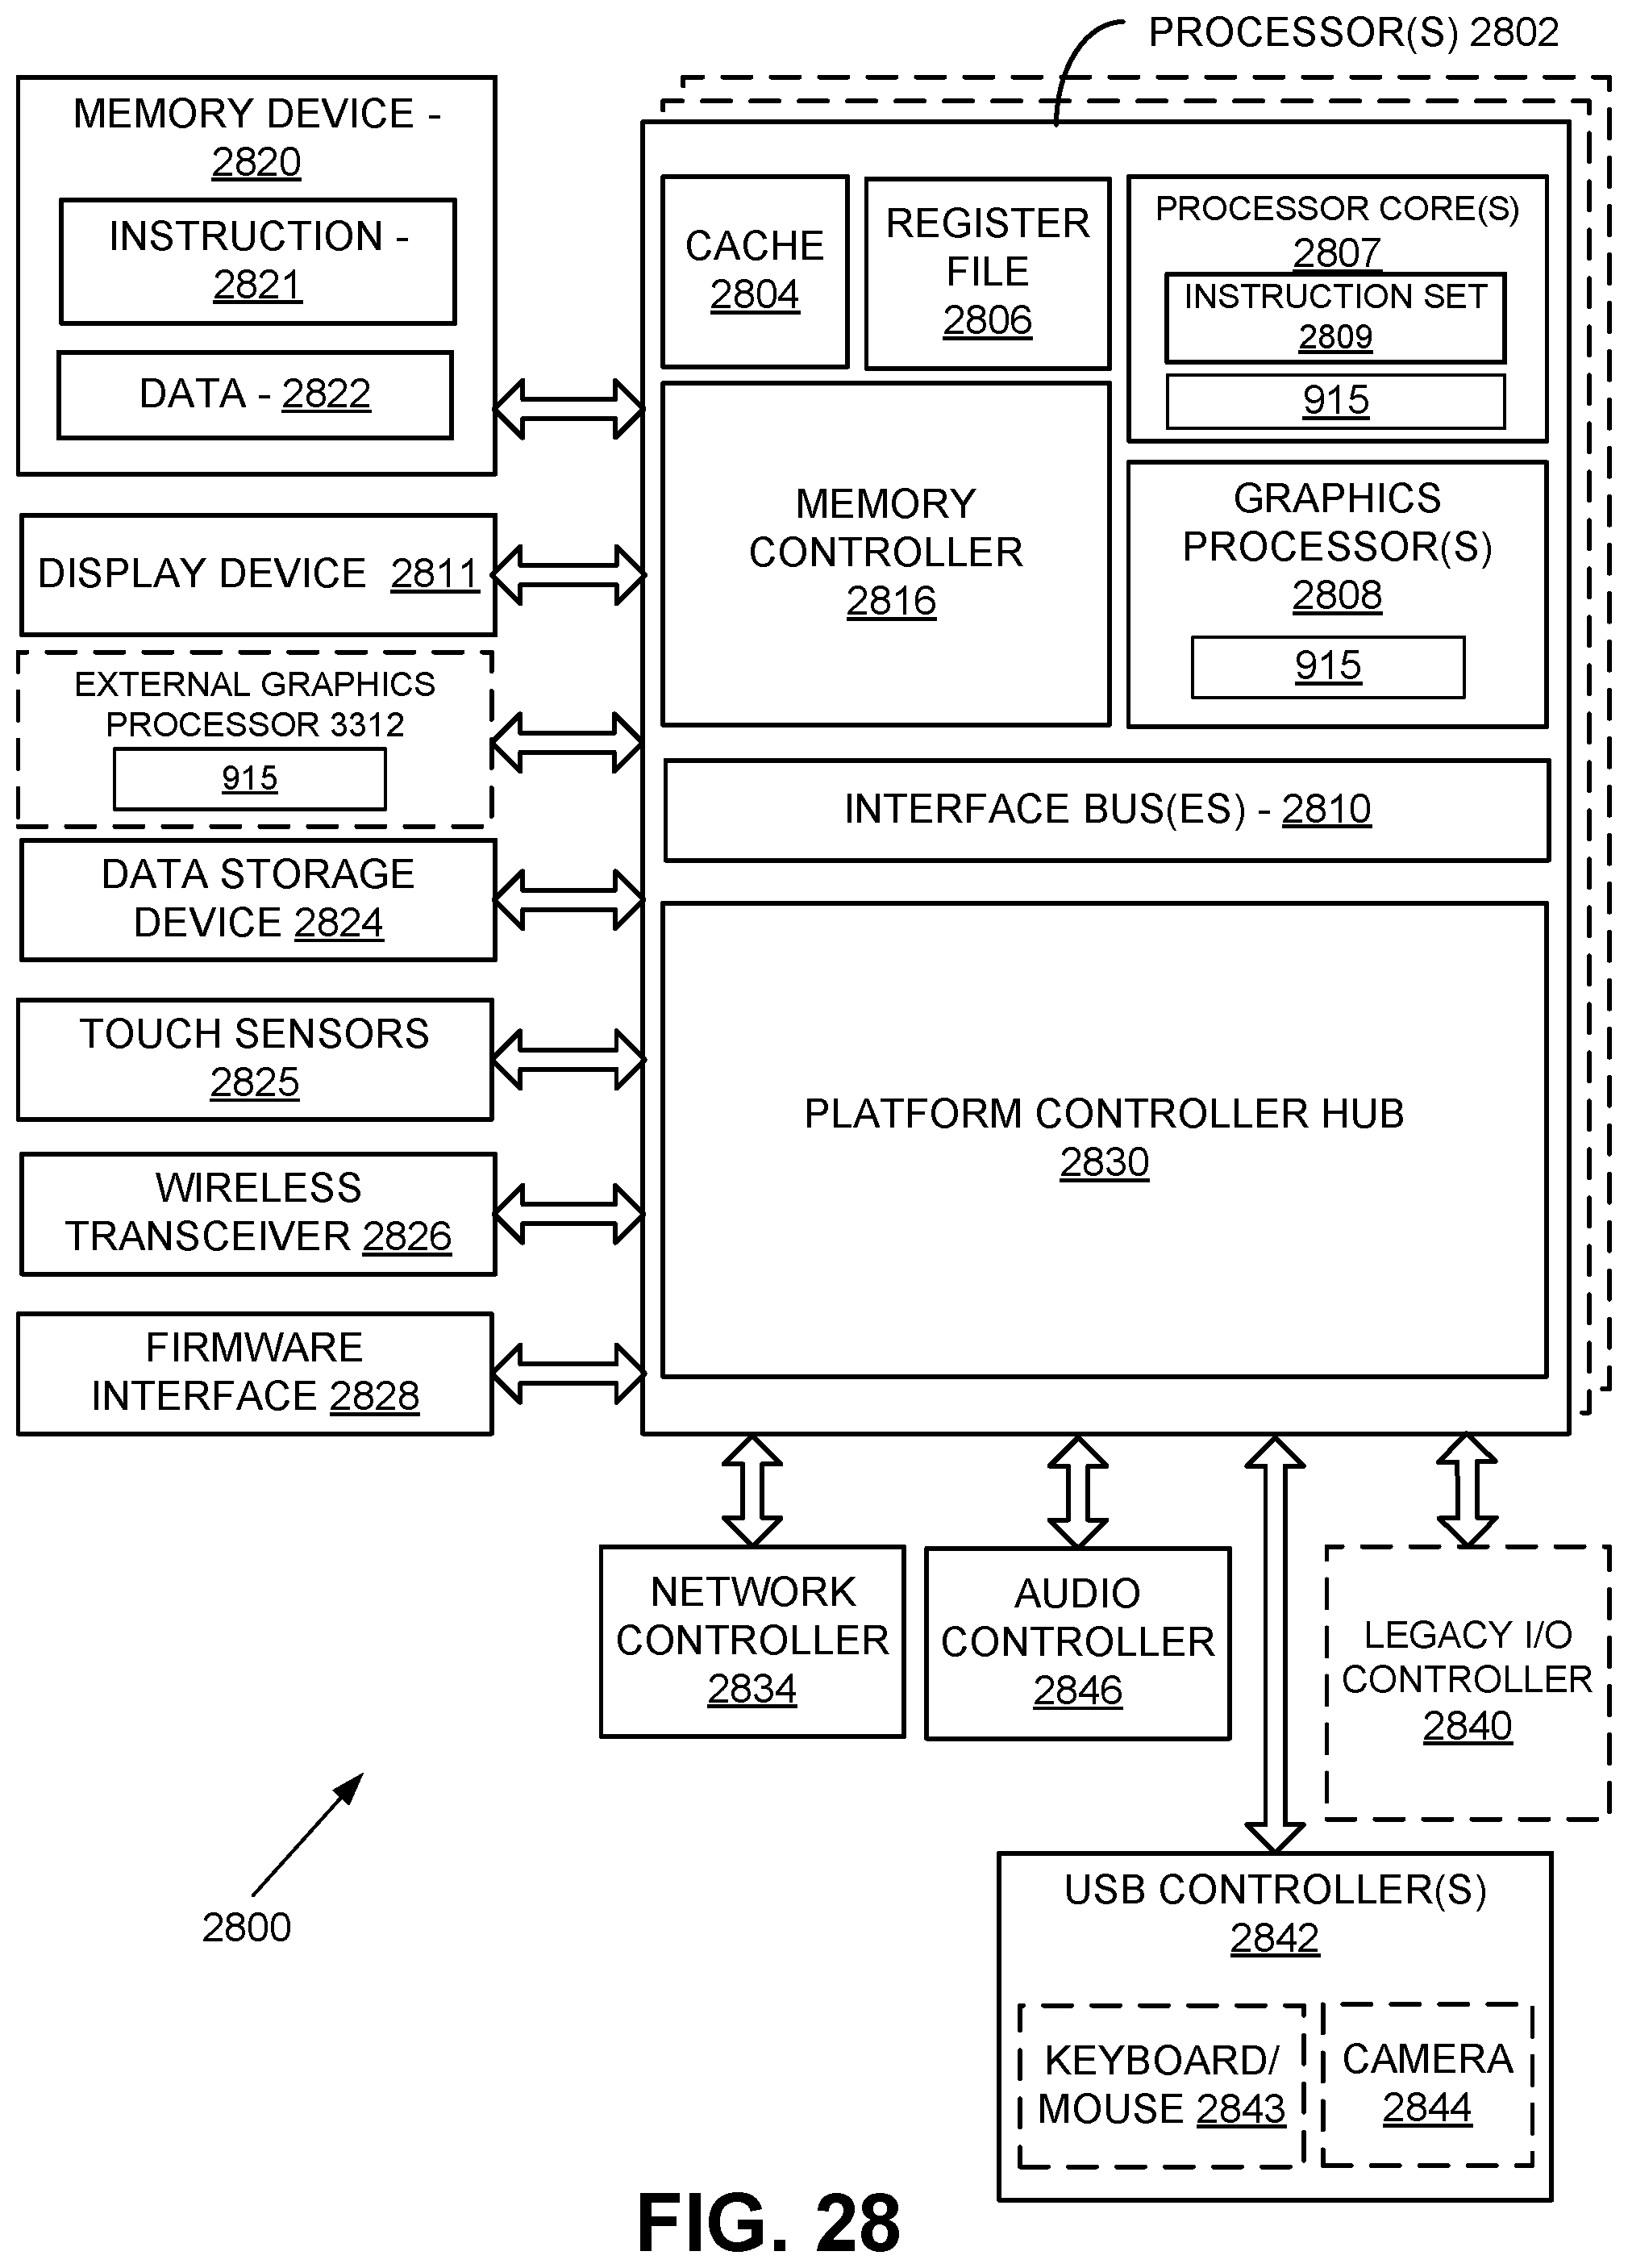 PROCESSOR(S) 2802
MEMORY DEVICE -
2820
INSTRUCTION -
2821
DATA - 2822
DISPLAY DEVICE 2811
EXTERNAL GRAPHICS
PROCESSOR 3312
915
DATA STORAGE
DEVICE 2824
TOUCH SENSORS
2825
WIRELESS
TRANSCEIVER 2826
FIRMWARE
INTERFACE 2828
CACHE
2804
REGISTER
FILE
2806
PROCESSOR CORE(S)
2807
INSTRUCTION SET
2809
915
MEMORY
CONTROLLER
2816
GRAPHICS
PROCESSOR(S)
2808
915
INTERFACE BUS(ES) - 2810
PLATFORM CONTROLLER HUB
2830
NETWORK
CONTROLLER
2834
AUDIO
CONTROLLER
2846
LEGACY I/O
CONTROLLER
2840
2800
USB CONTROLLER(S)
2842
KEYBOARD/
MOUSE 2843
CAMERA
2844
FIG. 28